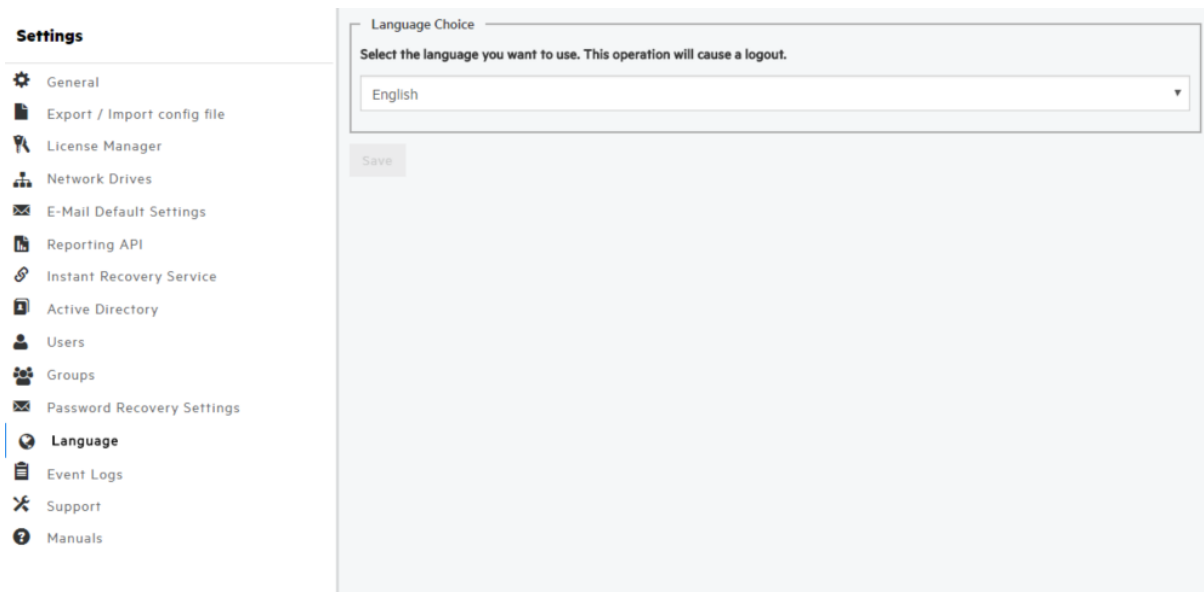 Settings
General
Export / Import config file
License Manager
Network Drives
E-Mail Default Settings
Reporting API
Instant Recovery Service
Active Directory
Users
Groups
Password Recovery Settings
Language
Event Logs
Support
Manuals
Language Choice
Select the language you want to use. This operation will cause a logout.
English
Save